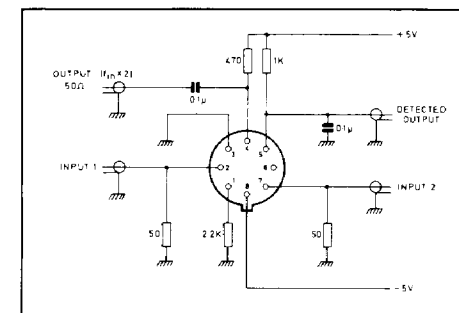 +5V
470
1K
OUTPUT (fin × 2)
50Ω
0.1μ
DETECTED
OUTPUT
0.1μ
3
4
5
INPUT 1
2
6
INPUT 2
1
8
7
50
2.2K
50
-5V